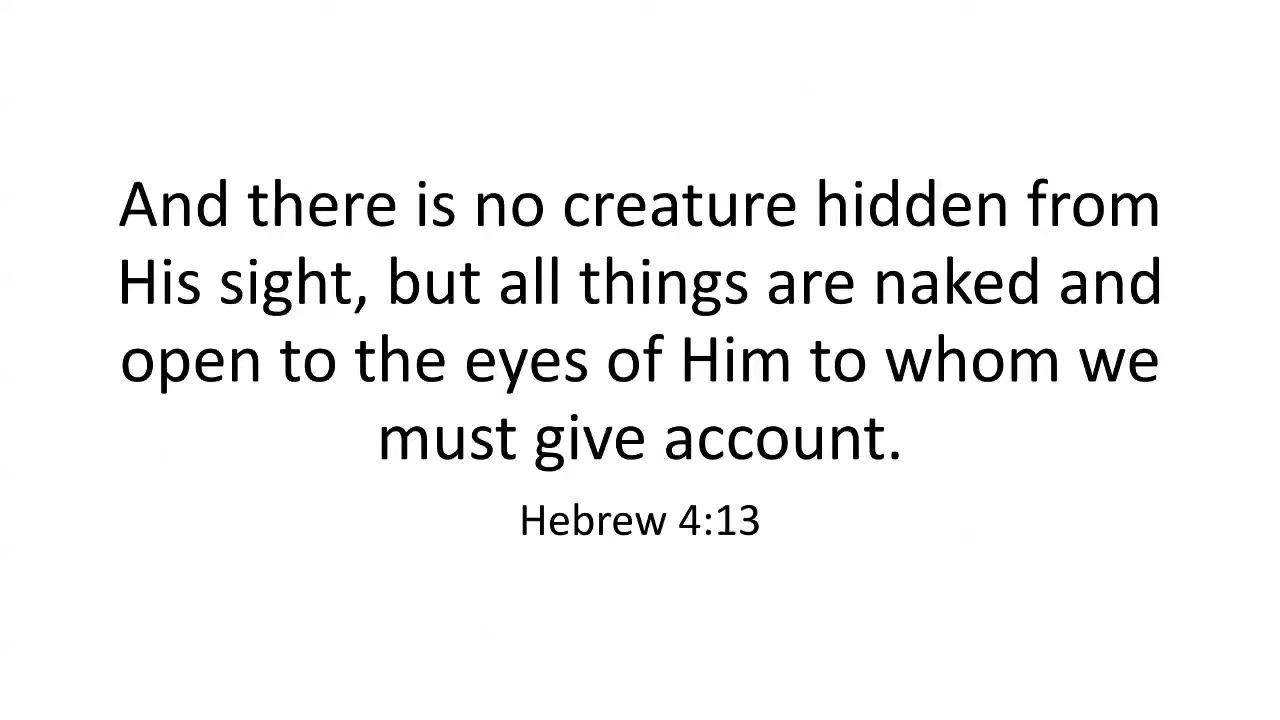 And there is no creature hidden from
His sight, but all things are naked and
open to the eyes of Him to whom we
must give account.
Hebrew 4:13